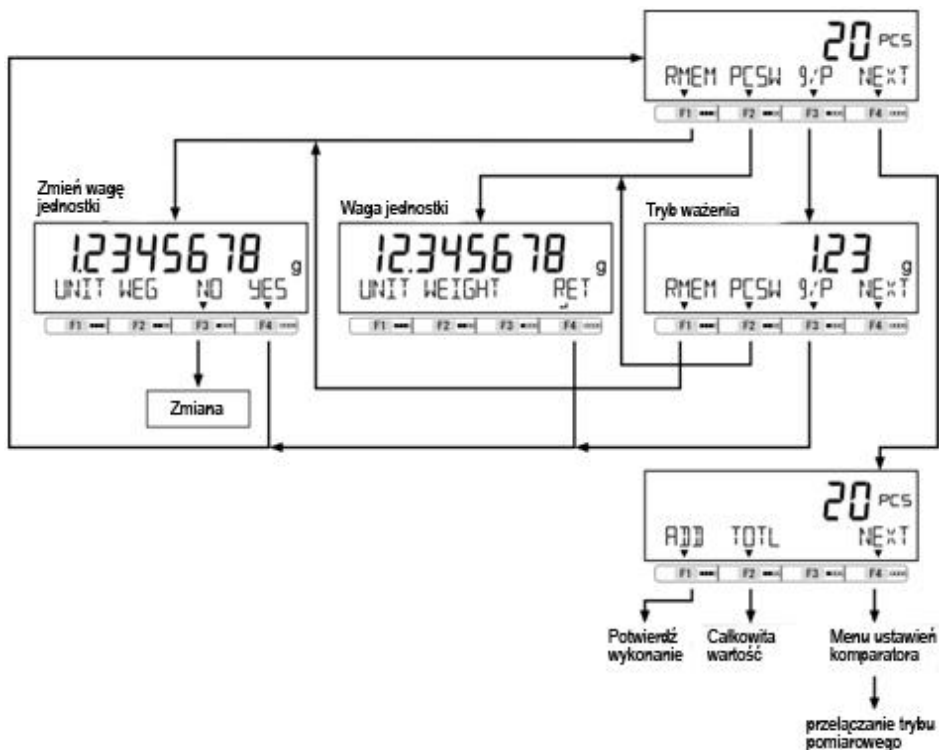 20 PCS
RMEM PCSW g/P NEXT
F1 F2 F3 F4
Zmień wagę
jednostki
1.2345678 g
UNIT WEG NO YES
F1 F2 F3 F4
Zmiana
Waga jednostki
12.345678 g
UNIT WEIGHT RET
F1 F2 F3 F4
Tryb ważenia
1.23 g
RMEM PCSW g/P NEXT
F1 F2 F3 F4
20 PCS
ADD TOTL NEXT
F1 F2 F3 F4
Potwierdź
wykonanie
Całkowita
wartość
Menu ustawień
komparatora
przełączanie trybu
pomiarowego